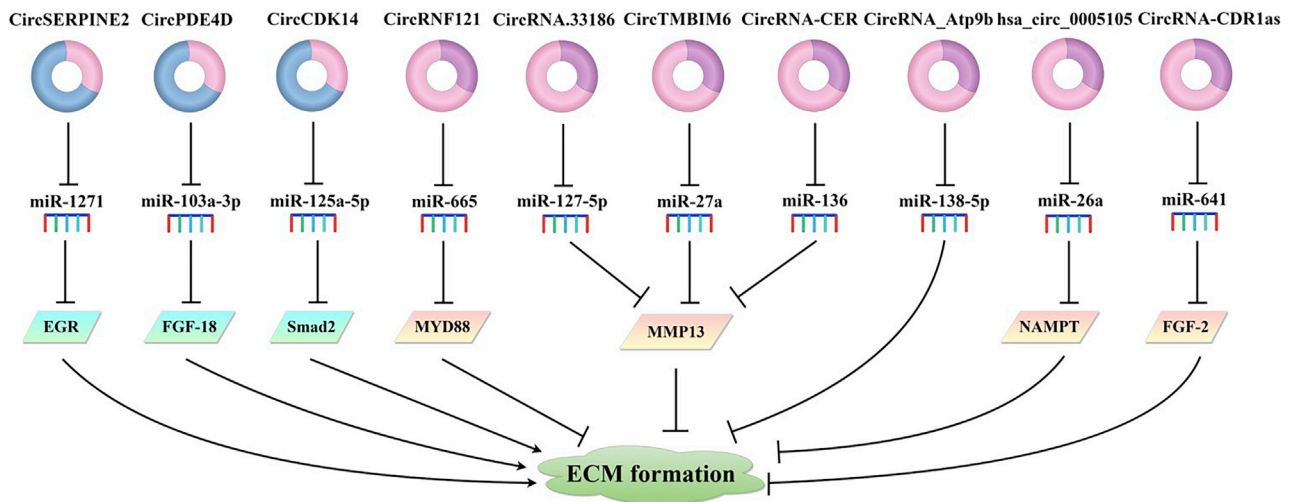 CircSERPINE2 CircPDE4D CircCDK14 CircRNF121 CircRNA.33186 CircTMBIM6 CircRNA-CER CircRNA_Atp9b hsa_circ_0005105 CircRNA-CDR1as
miR-1271 miR-103a-3p miR-125a-5p miR-665 miR-127-5p miR-27a miR-136 miR-138-5p miR-26a miR-641
EGR FGF-18 Smad2 MYD88 MMP13 NAMPT FGF-2
ECM formation